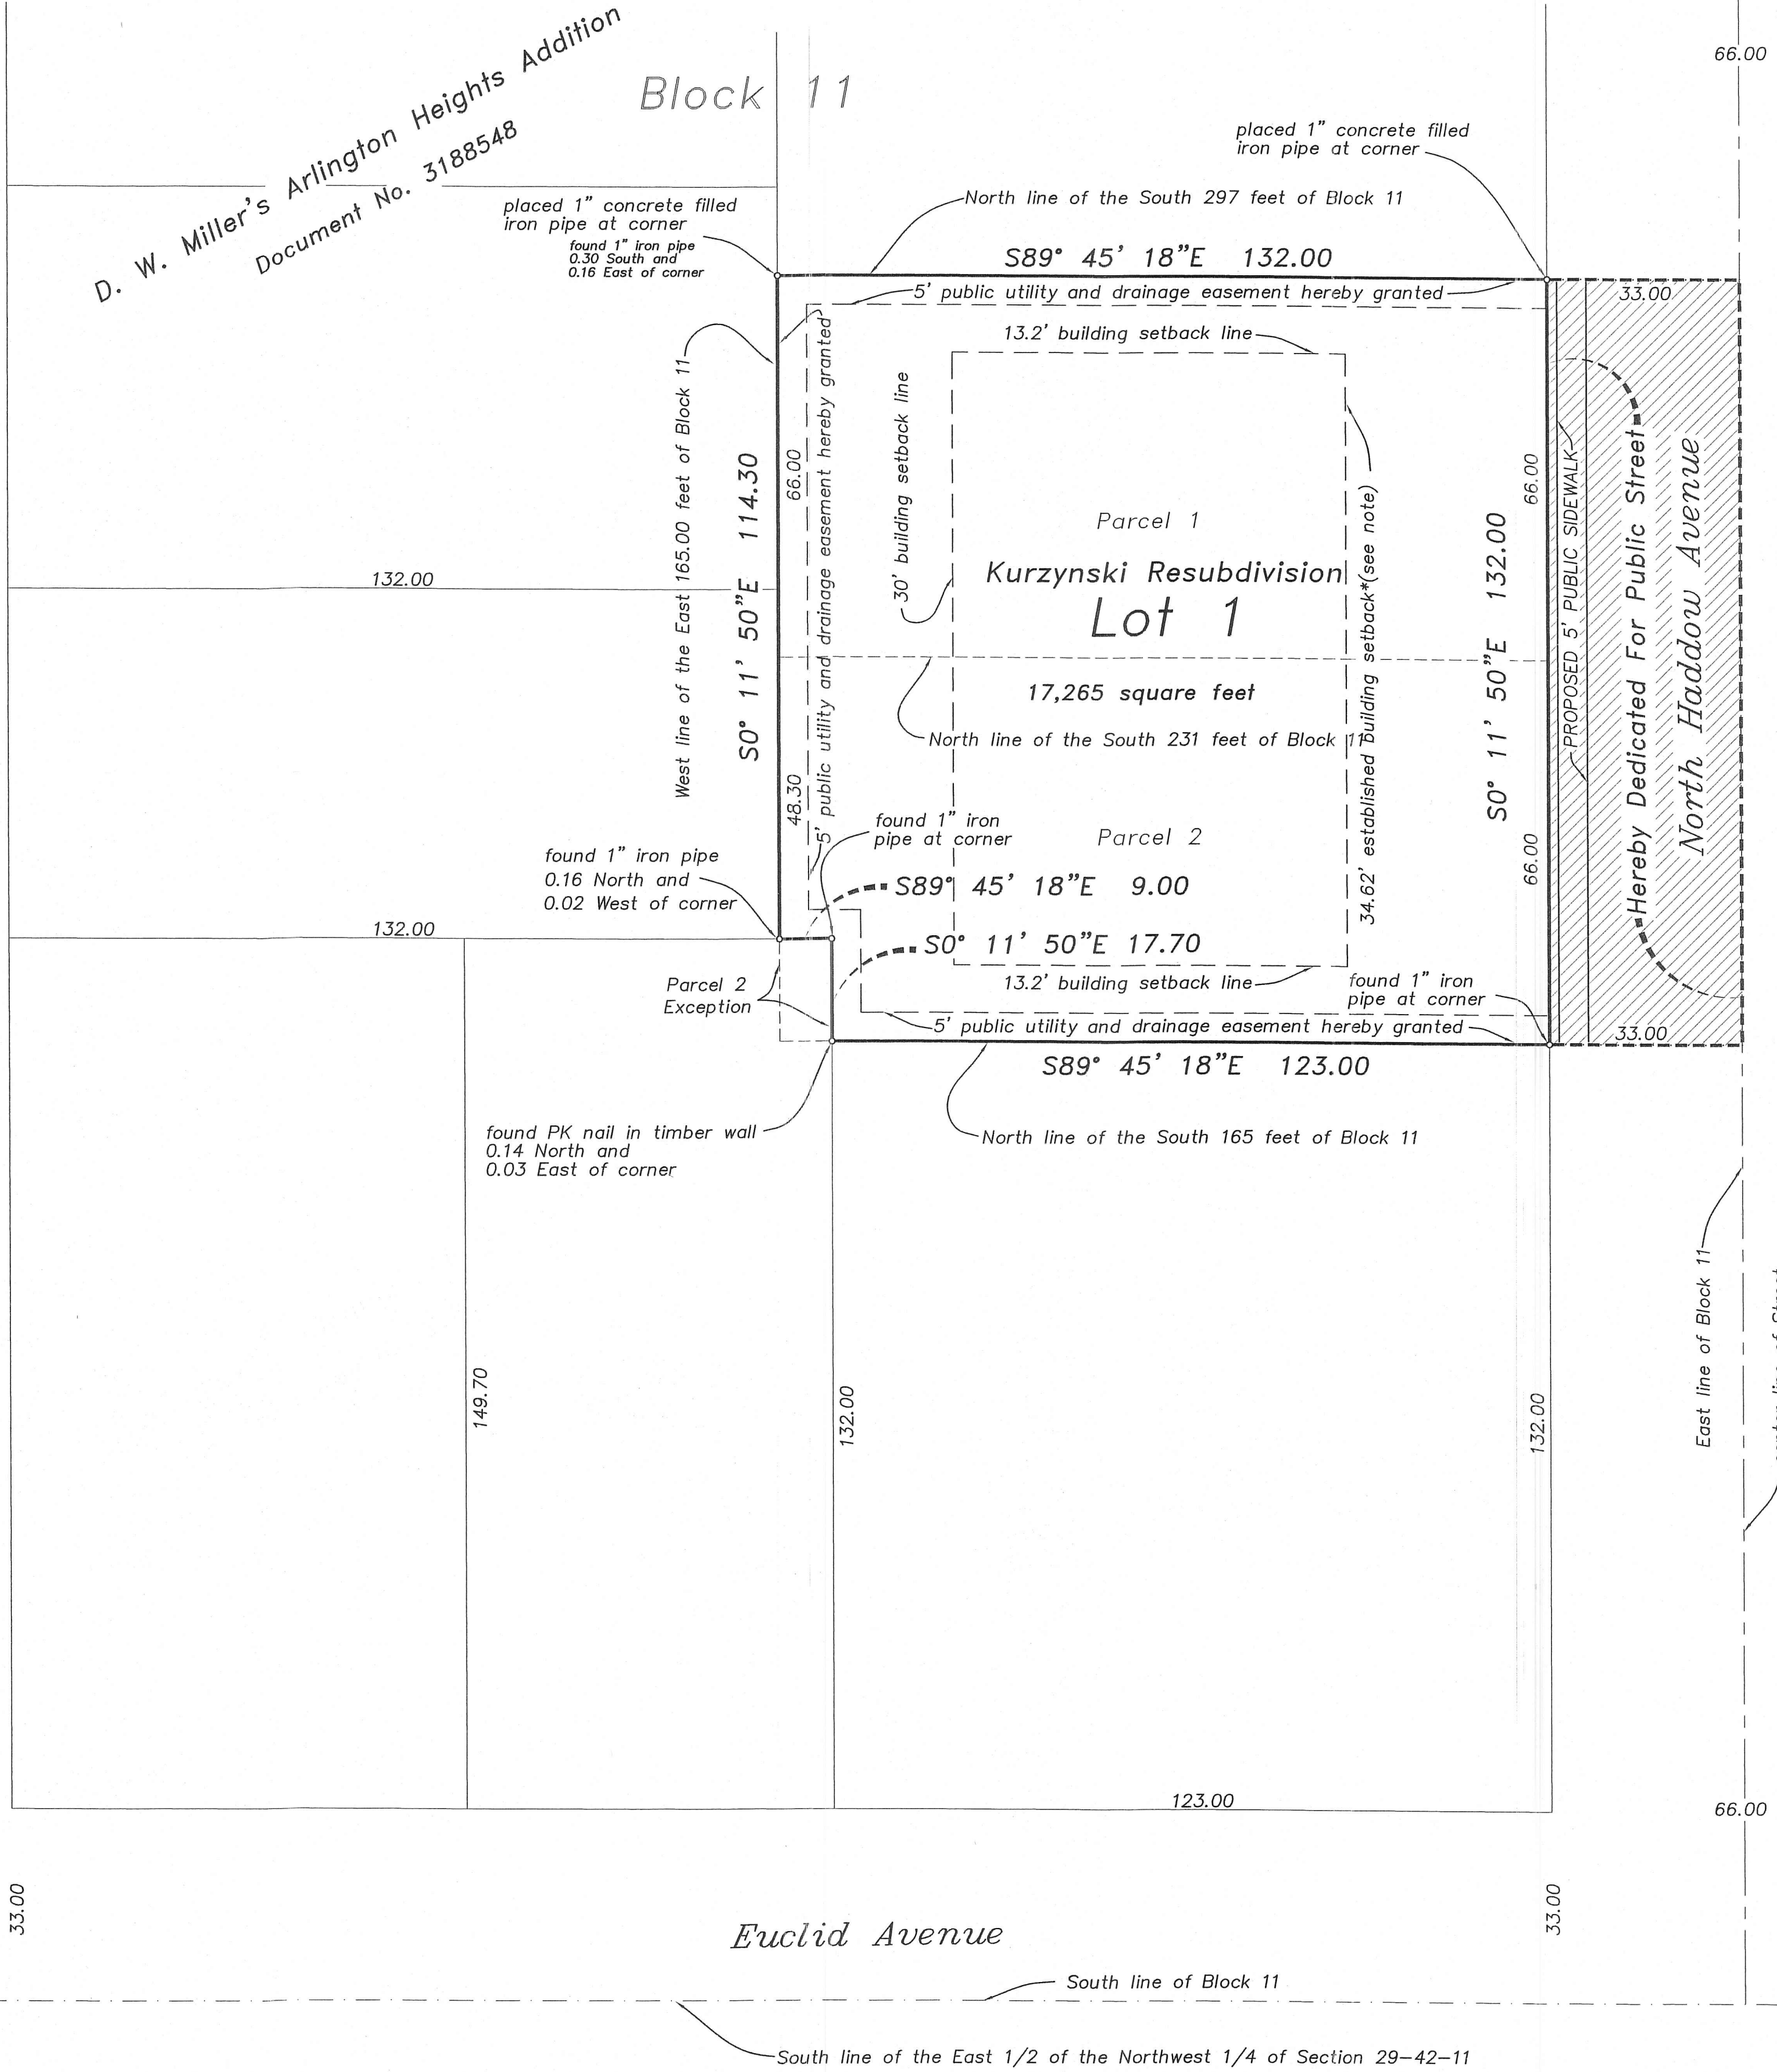 66.00
D. W. Miller's Arlington Heights Addition
Document No. 3188548
Block 11
placed 1" concrete filled
iron pipe at corner
North line of the South 297 feet of Block 11
placed 1" concrete filled
iron pipe at corner
found 1" iron pipe
0.30 South and
0.16 East of corner
S89° 45' 18"E 132.00
5' public utility and drainage easement hereby granted
33.00
13.2' building setback line
West line of the East 165.00 feet of Block 11
S0° 11' 50"E 114.30
66.00
48.30
5' public utility and drainage easement hereby granted
30' building setback line
Parcel 1
Kurzynski Resubdivision
Lot 1
17,265 square feet
North line of the South 231 feet of Block 11
34.62' established building setback*(see note)
S0° 11' 50"E 132.00
66.00
66.00
PROPOSED 5' PUBLIC SIDEWALK
Hereby Dedicated For Public Street
North Haddow Avenue
132.00
found 1" iron
pipe at corner
Parcel 2
found 1" iron pipe
0.16 North and
0.02 West of corner
S89° 45' 18"E 9.00
132.00
S0° 11' 50"E 17.70
Parcel 2
Exception
13.2' building setback line
found 1" iron
pipe at corner
5' public utility and drainage easement hereby granted
33.00
S89° 45' 18"E 123.00
found PK nail in timber wall
0.14 North and
0.03 East of corner
North line of the South 165 feet of Block 11
East line of Block 11
149.70
132.00
132.00
123.00
66.00
33.00
33.00
Euclid Avenue
South line of Block 11
South line of the East 1/2 of the Northwest 1/4 of Section 29-42-11